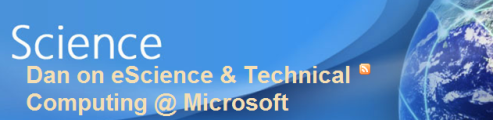 Science
Dan on eScience & Technical
Computing @ Microsoft